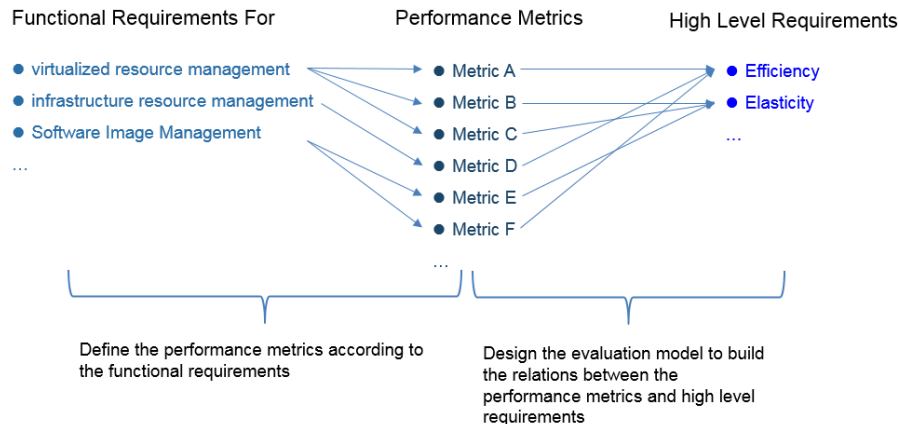 Functional Requirements For
Performance Metrics
High Level Requirements
virtualized resource management
infrastructure resource management
Software Image Management
...
Metric A
Metric B
Metric C
Metric D
Metric E
Metric F
...
Efficiency
Elasticity
...
Define the performance metrics according to
the functional requirements
Design the evaluation model to build
the relations between the
performance metrics and high level
requirements